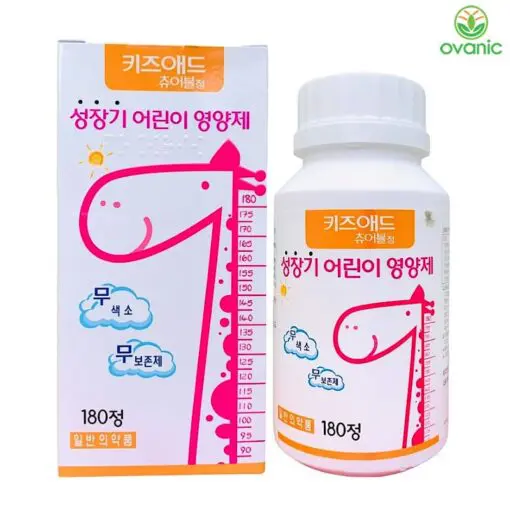 ovanic
키즈애드
츄어블정
성장기 어린이 영양제
180
175
170
165
160
155
150
145
140
135
130
125
120
115
110
105
100
95
90
무
색소
무
보존제
180정
일반의약품
키즈애드
츄어블정
성장기 어린이 영양제
무
색소
무
보존제
일반의약품
180정